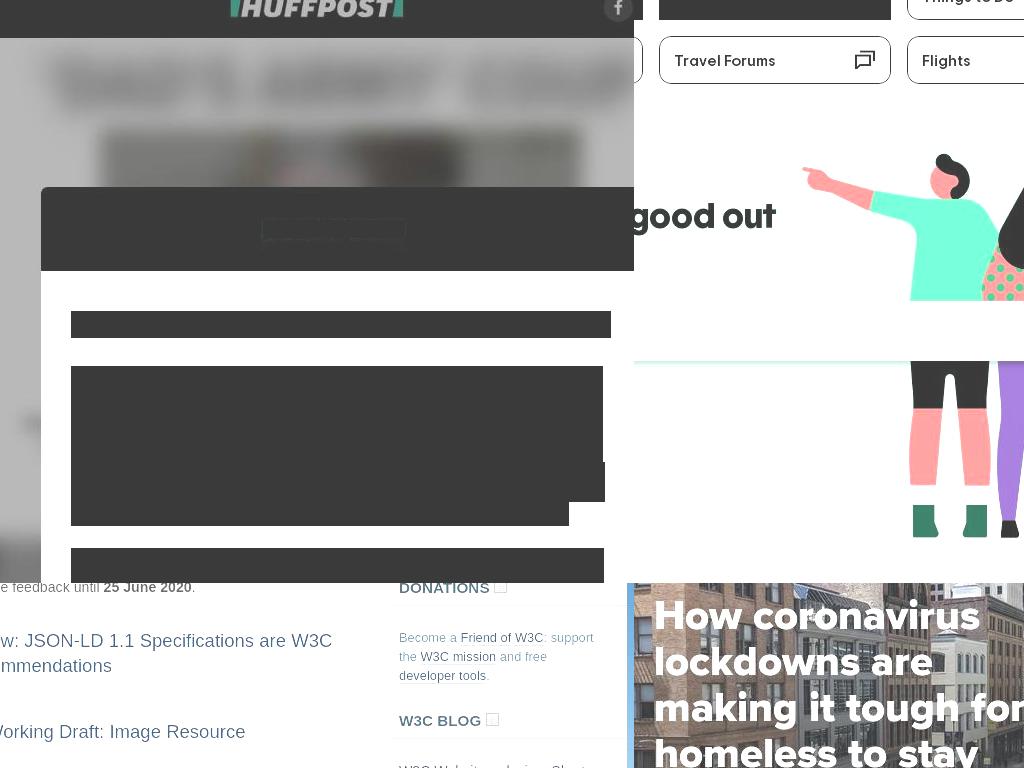 HUFFPOST
Things to Do
Travel Forums
Flights
good out
e feedback until 25 June 2020.
w: JSON-LD 1.1 Specifications are W3C
mmendations
orking Draft: Image Resource
DONATIONS
Become a Friend of W3C: support
the W3C mission and free
developer tools.
W3C BLOG
How coronavirus
lockdowns are
making it tough for
homeless to stay